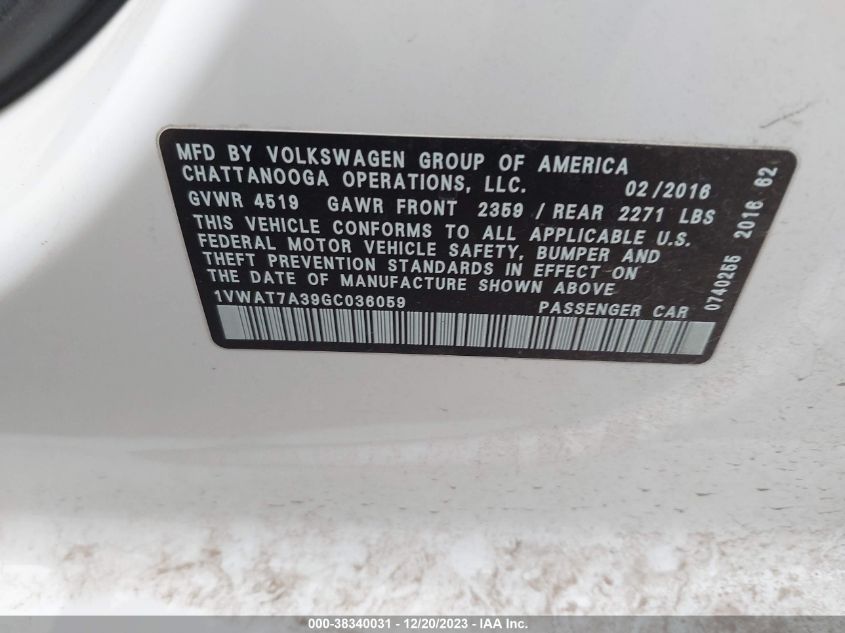 MFD BY VOLKSWAGEN GROUP OF AMERICA
CHATTANOOGA OPERATIONS, LLC. 02/2016
GVWR 4519 GAWR FRONT 2359 / REAR 2271 LBS
THIS VEHICLE CONFORMS TO ALL APPLICABLE U.S.
FEDERAL MOTOR VEHICLE SAFETY, BUMPER AND
THEFT PREVENTION STANDARDS IN EFFECT ON
THE DATE OF MANUFACTURE SHOWN ABOVE
1VWAT7A39GC036059 PASSENGER CAR
0740256 2016 62
000-38340031 - 12/20/2023 - IAA Inc.